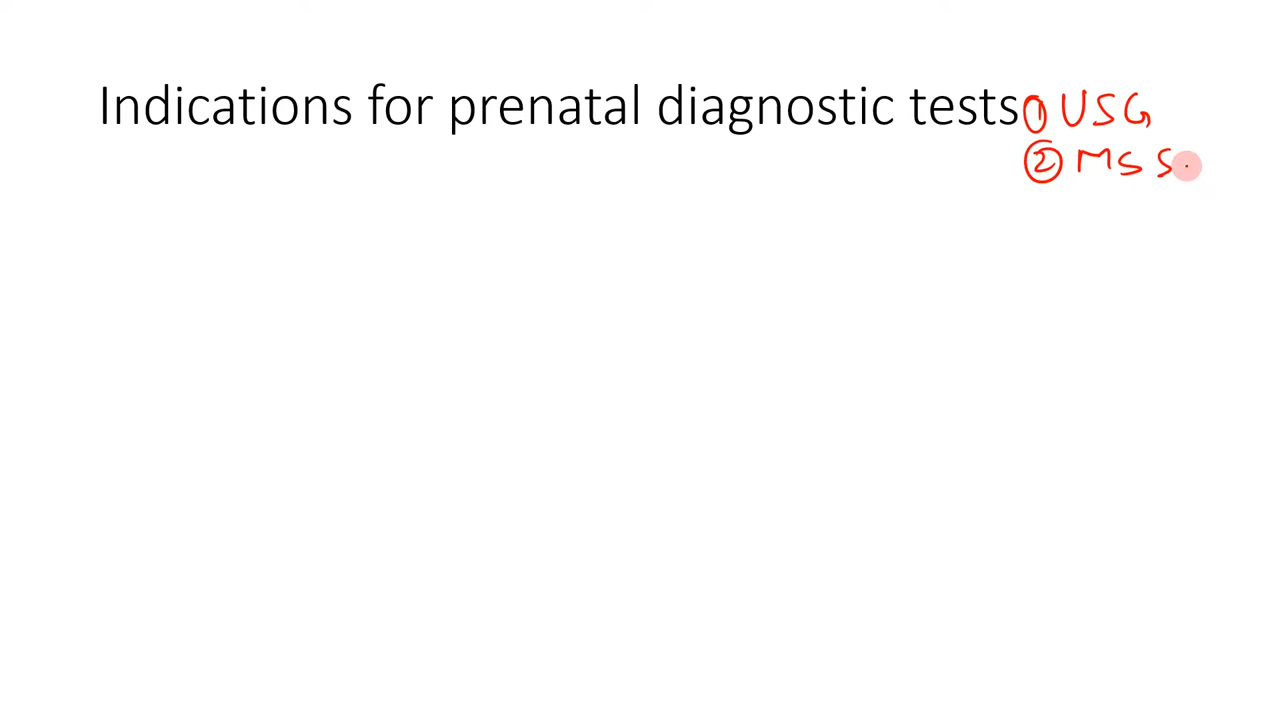 Indications for prenatal diagnostic tests ① USG
② MSS